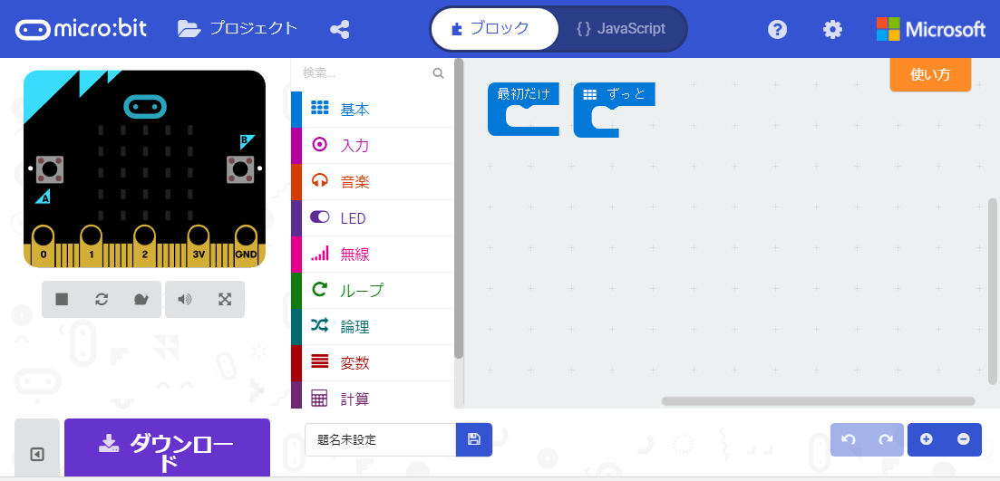 micro:bit
プロジェクト
ブロック
{ } JavaScript
?
Microsoft
検索...
使い方
基本
入力
音楽
LED
無線
ループ
論理
変数
計算
最初だけ
ずっと
B
A
0 1 2 3V GND
ダウンロー
ド
題名未設定